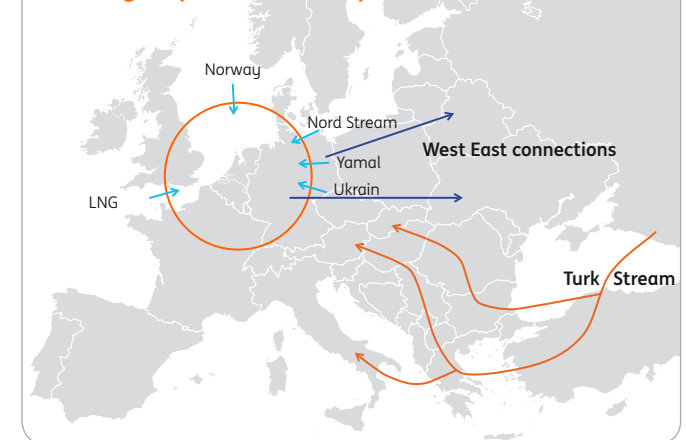 Norway
Nord Stream
West East connections
Yamal
Ukrain
LNG
Turk Stream